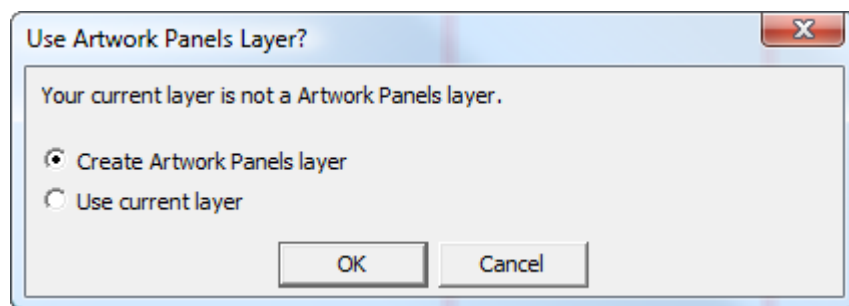 Use Artwork Panels Layer?
Your current layer is not a Artwork Panels layer.
Create Artwork Panels layer
Use current layer
OK Cancel